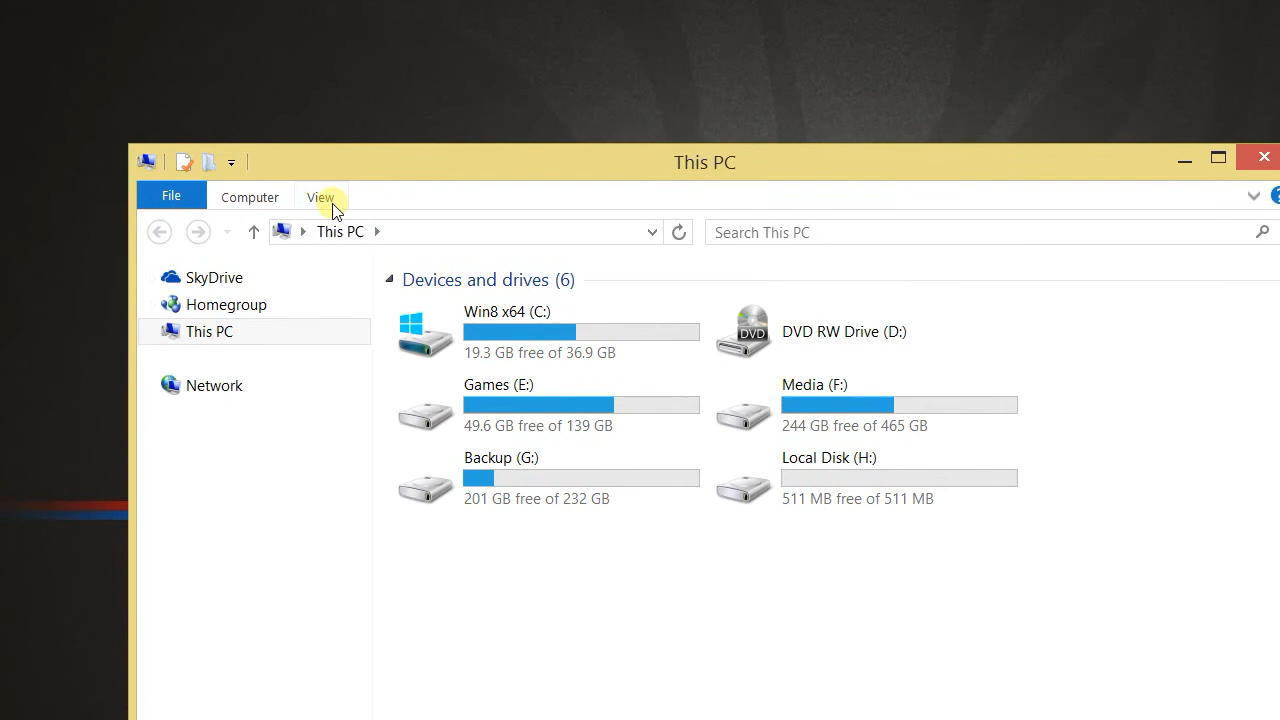 This PC
File
Computer
View
This PC
Search This PC
SkyDrive
Homegroup
This PC
Network
Devices and drives (6)
Win8 x64 (C:)
19.3 GB free of 36.9 GB
DVD
DVD RW Drive (D:)
Games (E:)
49.6 GB free of 139 GB
Media (F:)
244 GB free of 465 GB
Backup (G:)
201 GB free of 232 GB
Local Disk (H:)
511 MB free of 511 MB